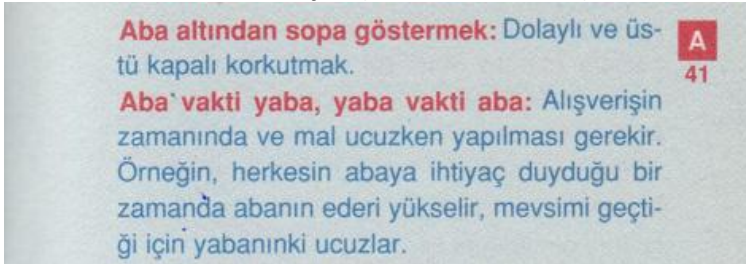 Aba altından sopa göstermek: Dolaylı ve üs-
tü kapalı korkutmak.
Aba vakti yaba, yaba vakti aba: Alışverişin
zamanında ve mal ucuzken yapılması gerekir.
Örneğin, herkesin abaya ihtiyaç duyduğu bir
zamanda abanın ederi yükselir, mevsimi geçti-
ği için yabanınki ucuzlar.
A
41